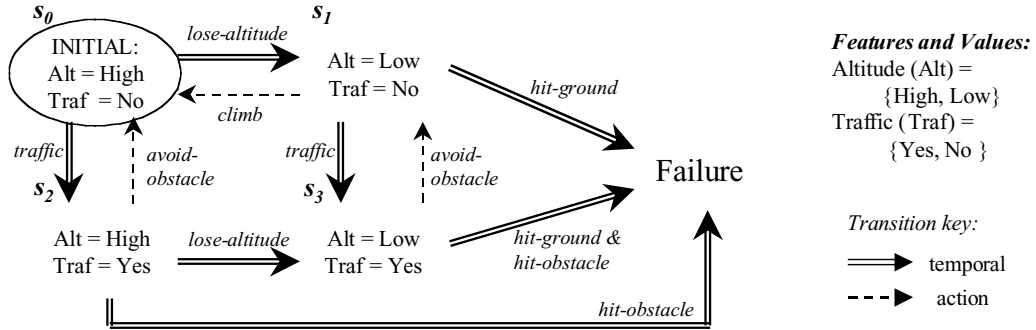 s0
s1
INITIAL:
Alt = High
Traf = No
lose-altitude
Alt = Low
Traf = No
climb
hit-ground
traffic
avoid-
obstacle
traffic
avoid-
obstacle
s2
s3
Failure
Alt = High
Traf = Yes
lose-altitude
Alt = Low
Traf = Yes
hit-ground &
hit-obstacle
hit-obstacle
Features and Values:
Altitude (Alt) =
{High, Low}
Traffic (Traf) =
{Yes, No }
Transition key:
temporal
action